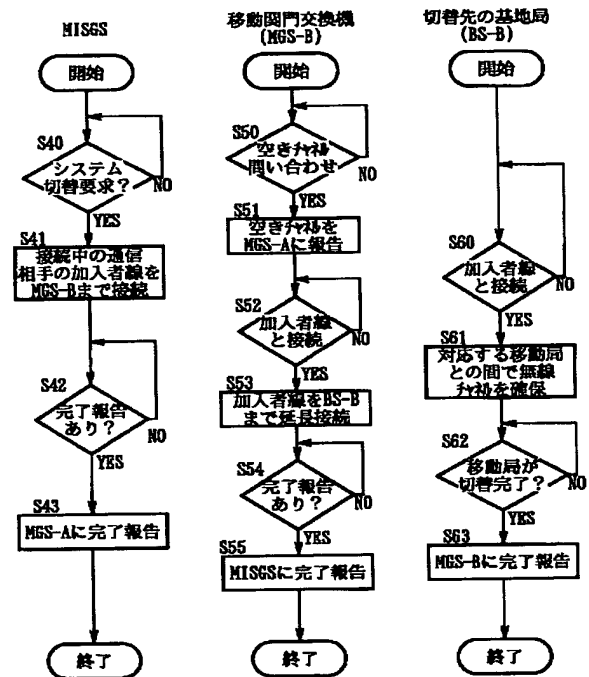 MISGS
開始
S40
システム
切替要求?
NO
YES
S41
接続中の通信
相手の加入者線を
MGS-Bまで接続
S42
完了報告
あり?
NO
YES
S43
MGS-Aに完了報告
終了
移動関門交換機
(MGS-B)
開始
S50
空きチャネル
問い合わせ
NO
YES
S51
空きチャネルを
MGS-Aに報告
S52
加入者線
と接続
NO
YES
S53
加入者線をBS-B
まで延長接続
S54
完了報告
あり?
NO
YES
S55
MISGSに完了報告
終了
切替先の基地局
(BS-B)
開始
S60
加入者線
と接続
NO
YES
S61
対応する移動局
との間で無線
チャネルを確保
S62
移動局が
切替完了?
NO
YES
S63
MGS-Bに完了報告
終了